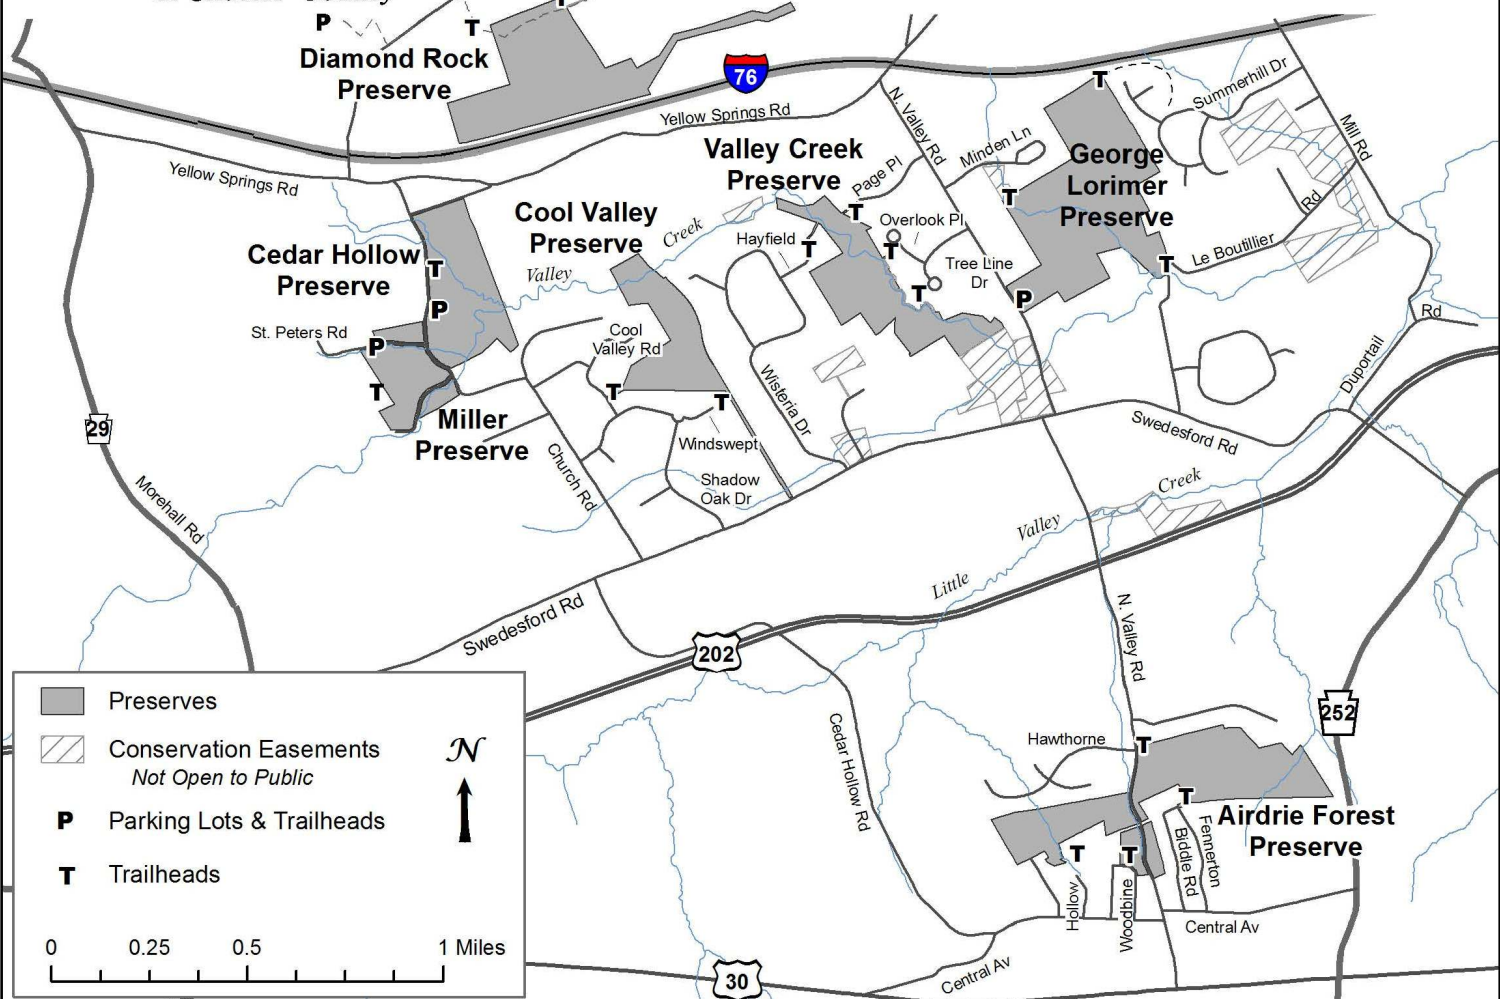 P
T
Diamond Rock
Preserve
76
Yellow Springs Rd
N. Valley Rd
Summerhill Dr
T
Mill Rd
Minden Ln
Valley Creek
Preserve
Page Pl
George
Lorimer
Preserve
Yellow Springs Rd
T
T
Rd
Cool Valley
Preserve
Creek
Overlook Pl
Hayfield
T
T
Le Boutillier
Cedar Hollow
Preserve
T
Valley
Tree Line
Dr
T
T
P
P
Rd
St. Peters Rd
P
Cool
Valley Rd
Duportail
T
T
T
Wisteria Dr
Miller
Preserve
Windswept
Swedesford Rd
29
Church Rd
Shadow
Oak Dr
Creek
Morehall Rd
Valley
Little
Swedesford Rd
N. Valley Rd
202
252
Preserves
Conservation Easements
Not Open to Public
N
Parking Lots & Trailheads
P
Trailheads
T
0 0.25 0.5 1 Miles
Cedar Hollow Rd
Hawthorne
T
T
Airdrie Forest
Preserve
T
T
Biddle Rd
Fennerton
Hollow
Woodbine
Central Av
Central Av
30